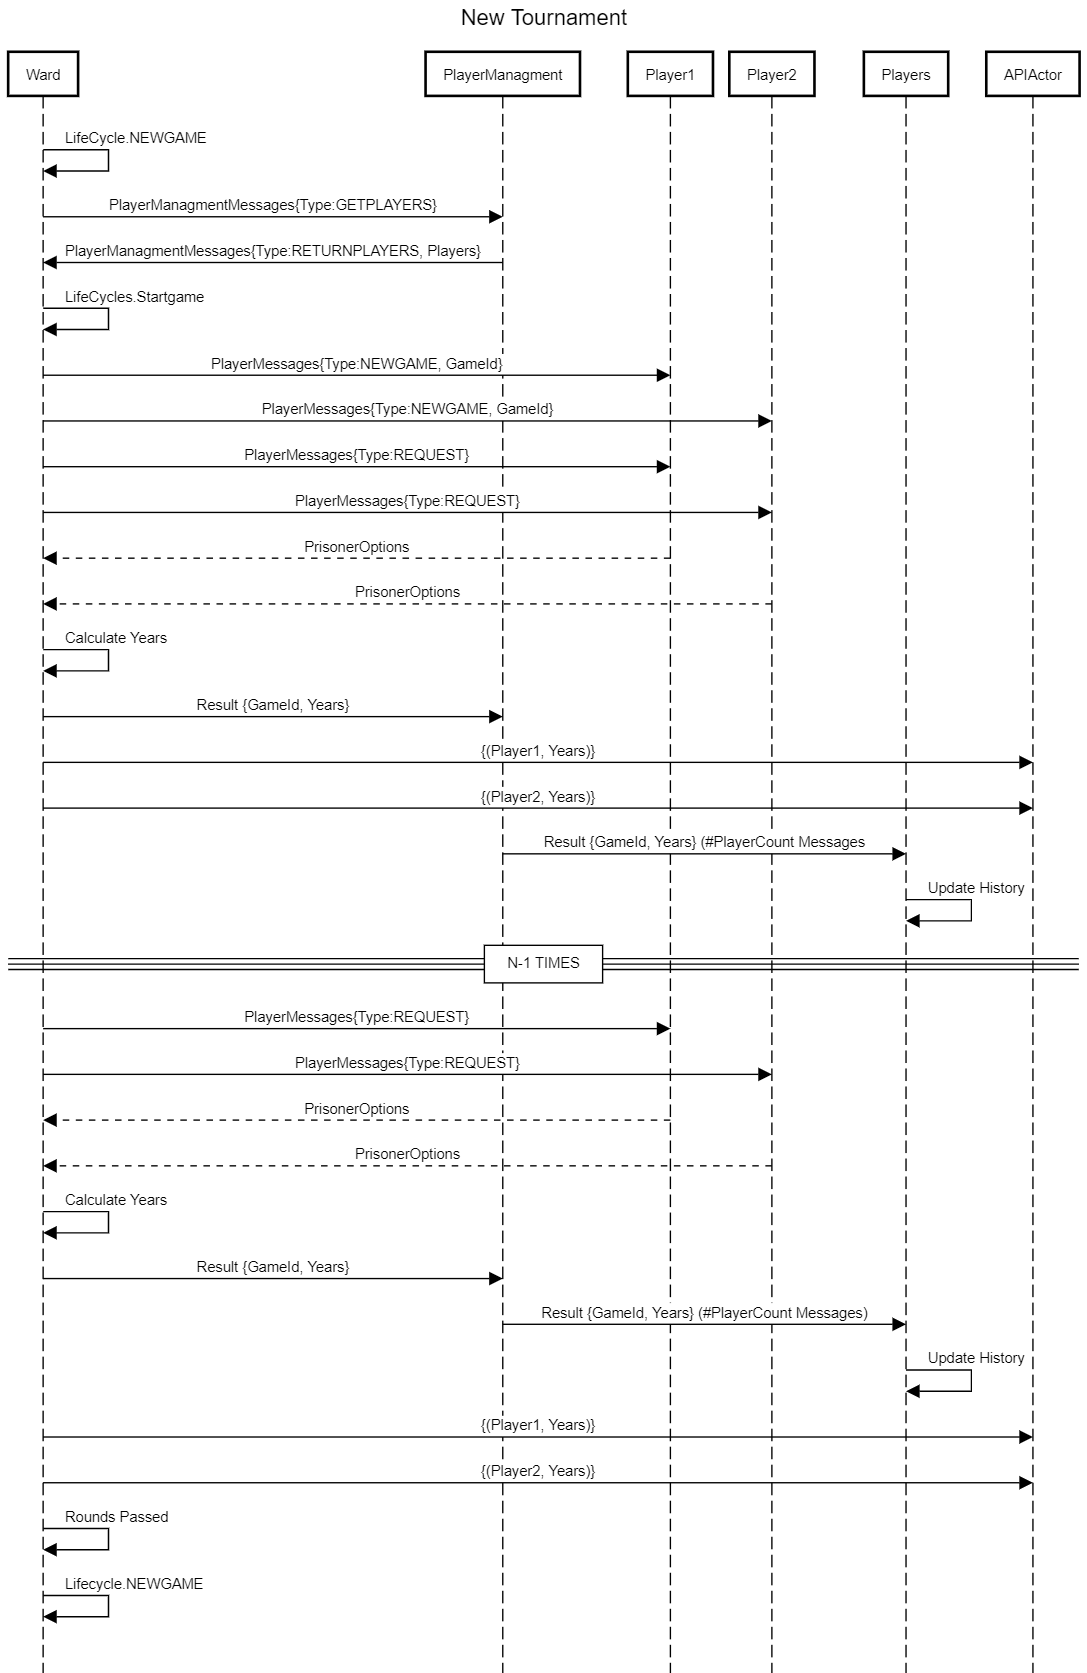 New Tournament
Ward
PlayerManagment
Player1
Player2
Players
APIActor
LifeCycle.NEWGAME
PlayerManagmentMessages{Type:GETPLAYERS}
PlayerManagmentMessages{Type:RETURNPLAYERS, Players}
LifeCycles.Startgame
PlayerMessages{Type:NEWGAME, GameId}
PlayerMessages{Type:NEWGAME, GameId}
PlayerMessages{Type:REQUEST}
PlayerMessages{Type:REQUEST}
PrisonerOptions
PrisonerOptions
Calculate Years
Result {GameId, Years}
{(Player1, Years)}
{(Player2, Years)}
Result {GameId, Years} (#PlayerCount Messages
Update History
N-1 TIMES
PlayerMessages{Type:REQUEST}
PlayerMessages{Type:REQUEST}
PrisonerOptions
PrisonerOptions
Calculate Years
Result {GameId, Years}
Result {GameId, Years} (#PlayerCount Messages)
Update History
{(Player1, Years)}
{(Player2, Years)}
Rounds Passed
Lifecycle.NEWGAME